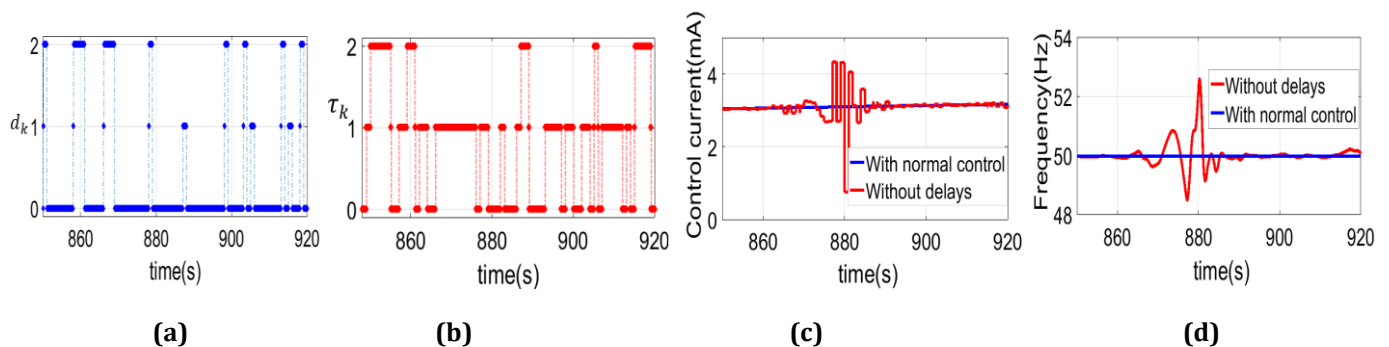 2
d_k 1
0
860 880 900 920
time(s)
(a)
2
τ_k 1
0
860 880 900 920
time(s)
(b)
Control current(mA)
6
4
2
0
With normal control
Without delays
860 880 900 920
time(s)
(c)
Frequency(Hz)
54
52
50
48
Without delays
With normal control
860 880 900 920
time(s)
(d)